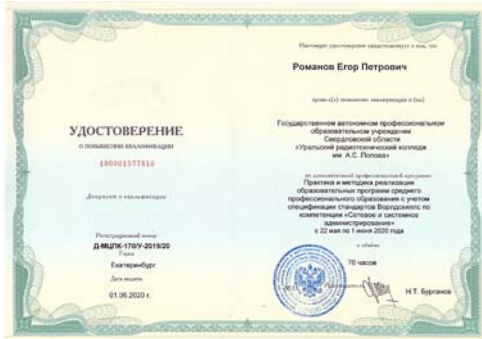 УДОСТОВЕРЕНИЕ
О ПОВЫШЕНИИ КВАЛИФИКАЦИИ
Документ о квалификации
Регистрационный номер
Д-МЦПК-170/У-2019/20
Город
Екатеринбург
Дата выдачи
01.06.2020 г.
Настоящее удостоверение свидетельствует о том, что
Романов Егор Петрович
прошел(а) повышение квалификации в (на)
Государственном автономном профессиональном
образовательном учреждении
Свердловской области
«Уральский радиотехнический колледж
им. А.С. Попова»
по дополнительной профессиональной программе
Практика и методика реализации
образовательных программ среднего
профессионального образования с учетом
спецификации стандартов Ворлдскиллс по
компетенции «Сетевое и системное
администрирование»
с 22 мая по 1 июня 2020 года
в объёме
76 часов
М.П.
Н.Т. Бурганов